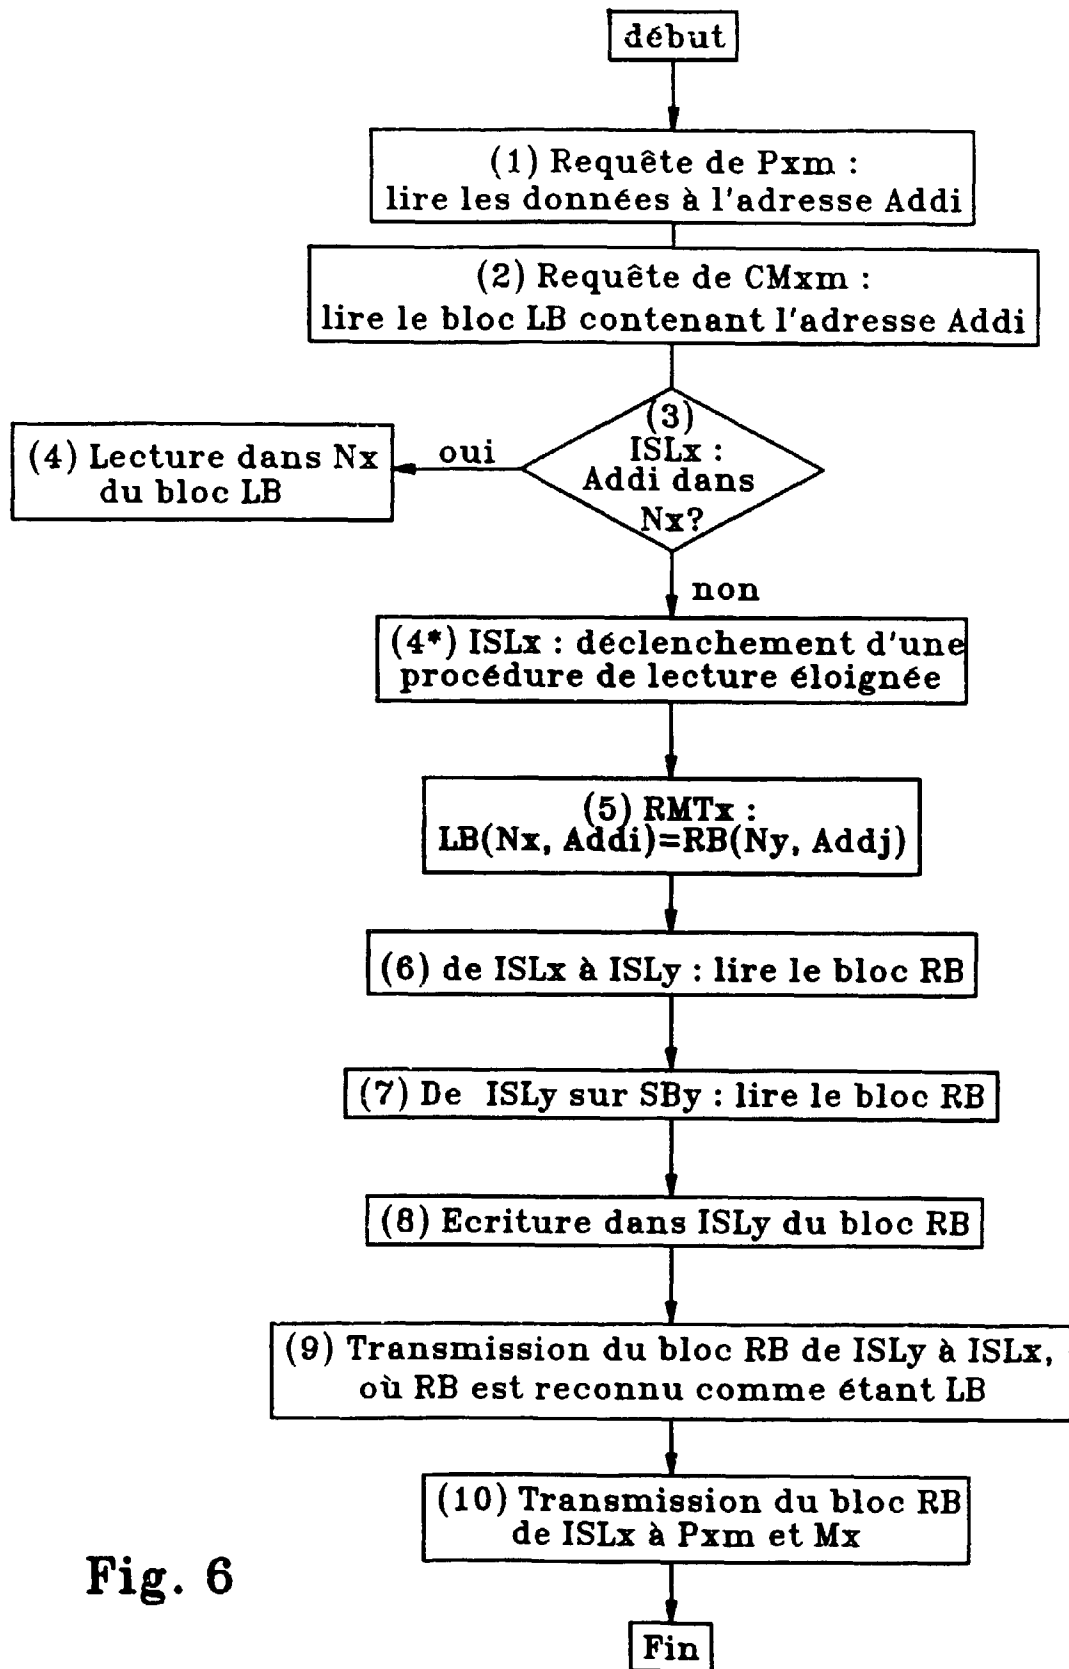 début
(1) Requête de Pxm :
lire les données à l'adresse Addi
(2) Requête de CMxm :
lire le bloc LB contenant l'adresse Addi
(3)
ISLx :
Addi dans
Nx?
oui
(4) Lecture dans Nx
du bloc LB
non
(4*) ISLx : déclenchement d'une
procédure de lecture éloignée
(5) RMTx :
LB(Nx, Addi)=RB(Ny, Addj)
(6) de ISLx à ISLy : lire le bloc RB
(7) De ISLy sur SBy : lire le bloc RB
(8) Ecriture dans ISLy du bloc RB
(9) Transmission du bloc RB de ISLy à ISLx,
où RB est reconnu comme étant LB
(10) Transmission du bloc RB
de ISLx à Pxm et Mx
Fin
Fig. 6